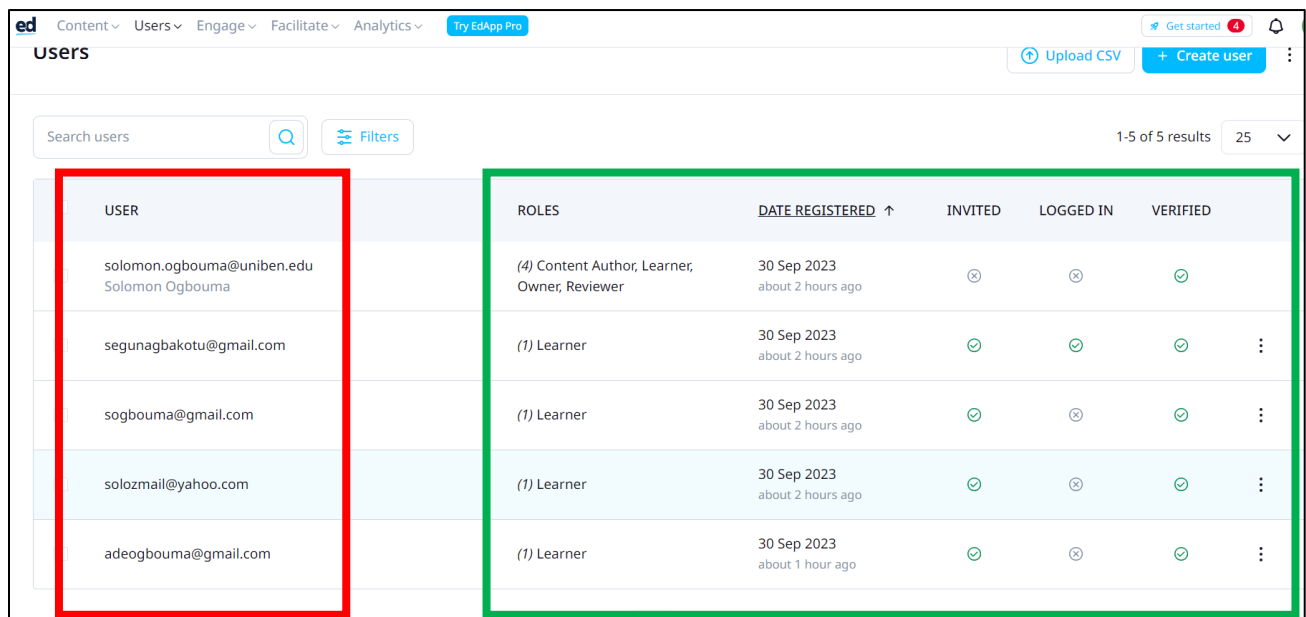 ed Content Users Engage Facilitate Analytics Try EdApp Pro Get started 4
Users Upload CSV + Create user
Search users Filters 1-5 of 5 results 25
USER ROLES DATE REGISTERED ↑ INVITED LOGGED IN VERIFIED
solomon.ogbouma@uniben.edu (4) Content Author, Learner, 30 Sep 2023
Solomon Ogbouma Owner, Reviewer about 2 hours ago
segunagbakotu@gmail.com (1) Learner 30 Sep 2023
about 2 hours ago
sogbouma@gmail.com (1) Learner 30 Sep 2023
about 2 hours ago
solozmail@yahoo.com (1) Learner 30 Sep 2023
about 2 hours ago
adeogbouma@gmail.com (1) Learner 30 Sep 2023
about 1 hour ago